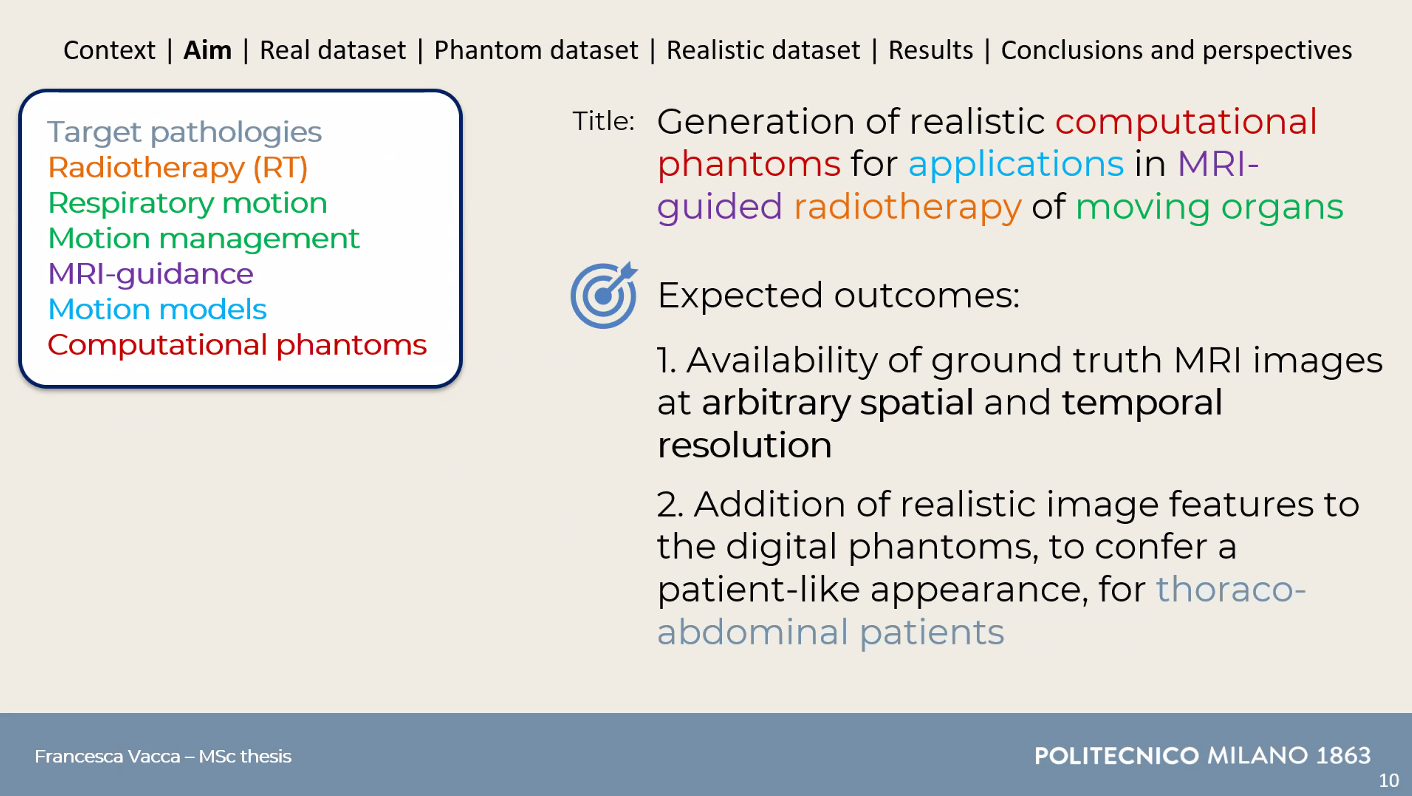 Context | Aim | Real dataset | Phantom dataset | Realistic dataset | Results | Conclusions and perspectives
Target pathologies
Radiotherapy (RT)
Respiratory motion
Motion management
MRI-guidance
Motion models
Computational phantoms
Title:
Generation of realistic computational
phantoms for applications in MRI-
guided radiotherapy of moving organs
Expected outcomes:
1. Availability of ground truth MRI images
at arbitrary spatial and temporal
resolution
2. Addition of realistic image features to
the digital phantoms, to confer a
patient-like appearance, for thoraco-
abdominal patients
Francesca Vacca – MSc thesis
POLITECNICO MILANO 1863
10